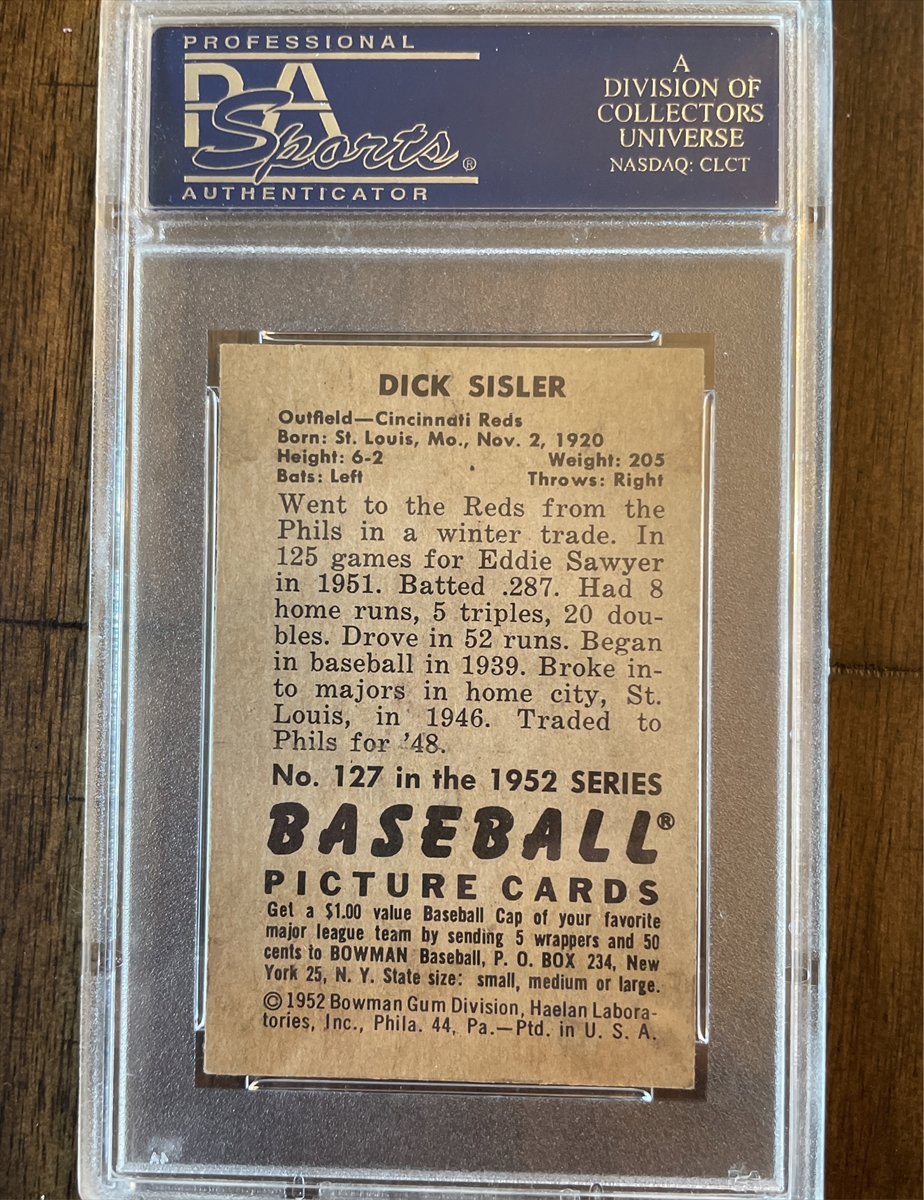 PROFESSIONAL
PSA
Sports®
AUTHENTICATOR
A
DIVISION OF
COLLECTORS
UNIVERSE
NASDAQ: CLCT
DICK SISLER
Outfield—Cincinnati Reds
Born: St. Louis, Mo., Nov. 2, 1920
Height: 6-2 Weight: 205
Bats: Left Throws: Right
Went to the Reds from the
Phils in a winter trade. In
125 games for Eddie Sawyer
in 1951. Batted .287. Had 8
home runs, 5 triples, 20 dou-
bles. Drove in 52 runs. Began
in baseball in 1939. Broke in-
to majors in home city, St.
Louis, in 1946. Traded to
Phils for '48.
No. 127 in the 1952 SERIES
BASEBALL®
PICTURE CARDS
Get a $1.00 value Baseball Cap of your favorite
major league team by sending 5 wrappers and 50
cents to BOWMAN Baseball, P. O. BOX 234, New
York 25, N. Y. State size: small, medium or large.
©1952 Bowman Gum Division, Haelan Labora-
tories, Inc., Phila. 44, Pa.—Ptd. in U. S. A.